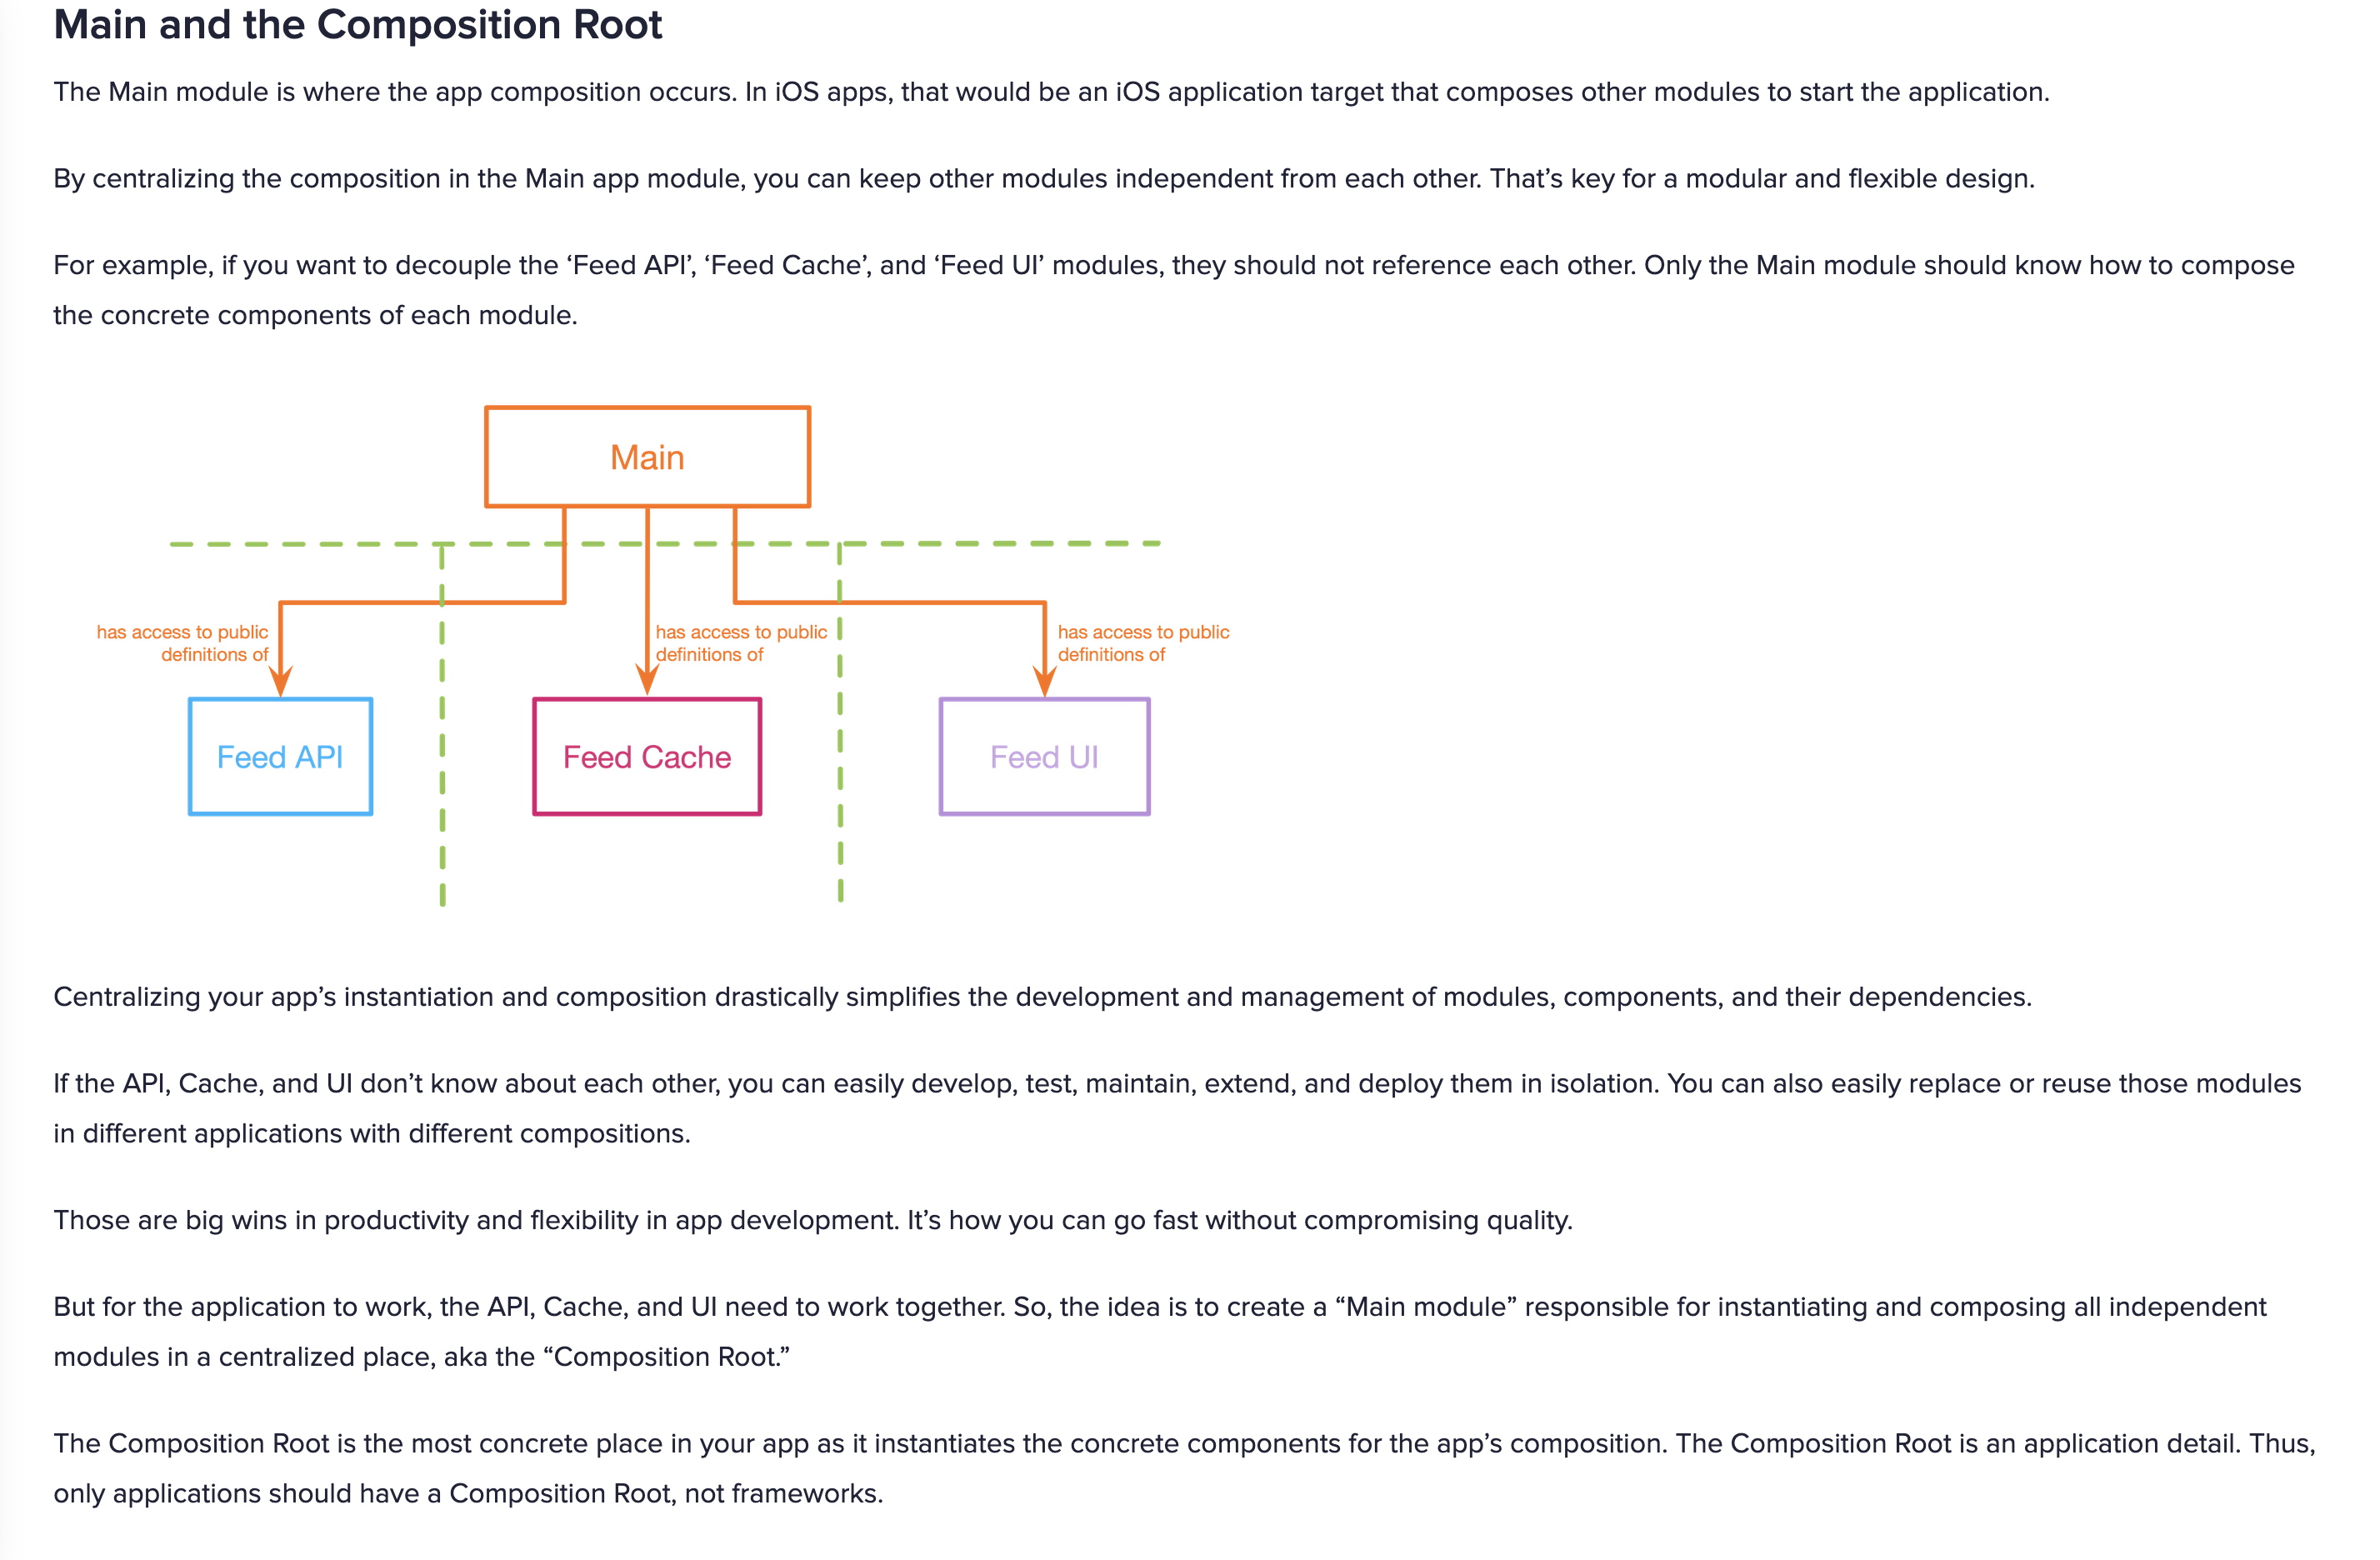 Main and the Composition Root
The Main module is where the app composition occurs. In iOS apps, that would be an iOS application target that composes other modules to start the application.
By centralizing the composition in the Main app module, you can keep other modules independent from each other. That’s key for a modular and flexible design.
For example, if you want to decouple the ‘Feed API’, ‘Feed Cache’, and ‘Feed UI’ modules, they should not reference each other. Only the Main module should know how to compose
the concrete components of each module.
Main
has access to public
definitions of
has access to public
definitions of
has access to public
definitions of
Feed API
Feed Cache
Feed UI
Centralizing your app’s instantiation and composition drastically simplifies the development and management of modules, components, and their dependencies.
If the API, Cache, and UI don’t know about each other, you can easily develop, test, maintain, extend, and deploy them in isolation. You can also easily replace or reuse those modules
in different applications with different compositions.
Those are big wins in productivity and flexibility in app development. It’s how you can go fast without compromising quality.
But for the application to work, the API, Cache, and UI need to work together. So, the idea is to create a “Main module” responsible for instantiating and composing all independent
modules in a centralized place, aka the “Composition Root.”
The Composition Root is the most concrete place in your app as it instantiates the concrete components for the app’s composition. The Composition Root is an application detail. Thus,
only applications should have a Composition Root, not frameworks.